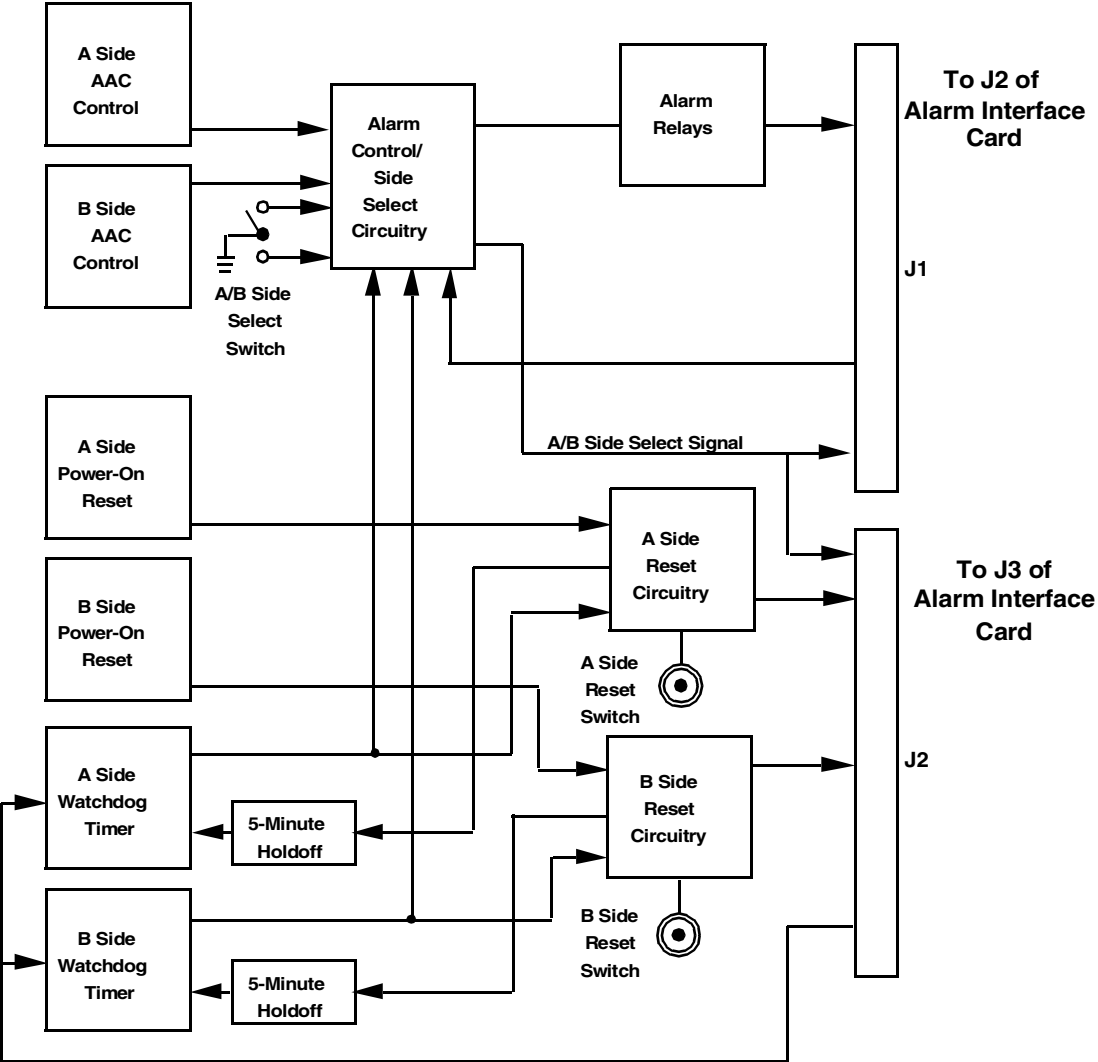 A Side
AAC
Control
B Side
AAC
Control
Alarm
Control/
Side
Select
Circuitry
A/B Side
Select
Switch
Alarm
Relays
To J2 of
Alarm Interface
Card
J1
A/B Side Select Signal
A Side
Power-On
Reset
B Side
Power-On
Reset
A Side
Reset
Circuitry
A Side
Reset
Switch
To J3 of
Alarm Interface
Card
J2
A Side
Watchdog
Timer
5-Minute
Holdoff
B Side
Reset
Circuitry
B Side
Reset
Switch
B Side
Watchdog
Timer
5-Minute
Holdoff